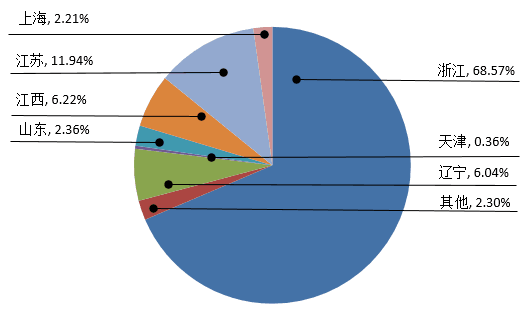 上海, 2.21%
江苏, 11.94%
江西, 6.22%
山东, 2.36%
浙江, 68.57%
天津, 0.36%
辽宁, 6.04%
其他, 2.30%